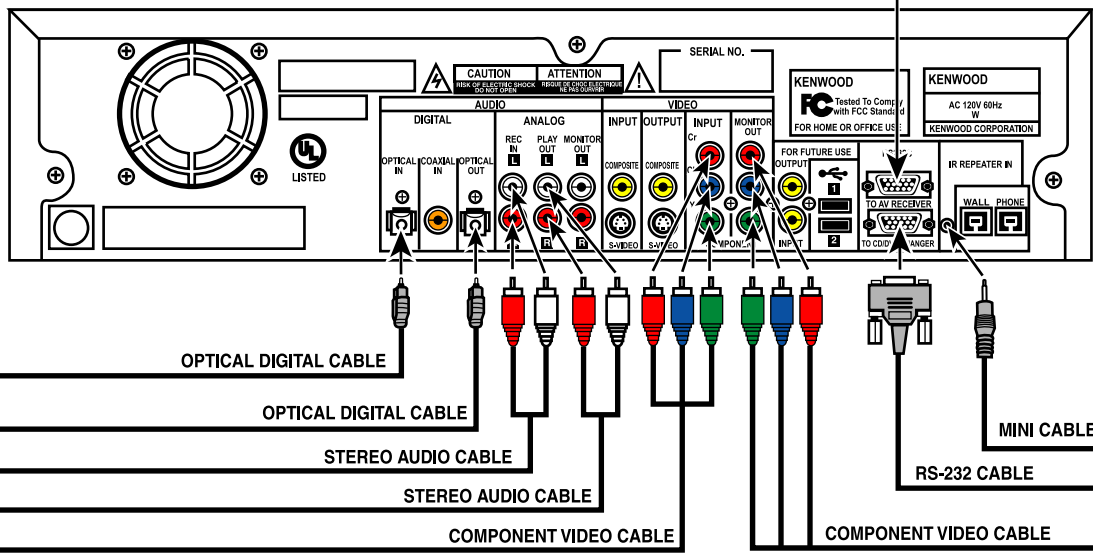 SERIAL NO.
CAUTION
RISK OF ELECTRIC SHOCK
DO NOT OPEN
ATTENTION
RISQUE DE CHOC ELECTRIQUE
NE PAS OURVRIR
KENWOOD
FC Tested To Comply
with FCC Standard
FOR HOME OR OFFICE USE
KENWOOD
AC 120V 60Hz
W
KENWOOD CORPORATION
UL
LISTED
AUDIO
VIDEO
DIGITAL
ANALOG
INPUT
OUTPUT
INPUT
MONITOR
OUT
OPTICAL
IN
COAXIAL
IN
OPTICAL
OUT
REC
IN
L
PLAY
OUT
L
MONITOR
OUT
L
R
R
COMPOSITE
COMPOSITE
S-VIDEO
S-VIDEO
Cr
FOR FUTURE USE
OUTPUT
INPUT
1
2
TO AV RECEIVER
IR REPEATER IN
WALL
PHONE
OPTICAL DIGITAL CABLE
OPTICAL DIGITAL CABLE
STEREO AUDIO CABLE
STEREO AUDIO CABLE
COMPONENT VIDEO CABLE
COMPONENT VIDEO CABLE
RS-232 CABLE
MINI CABLE